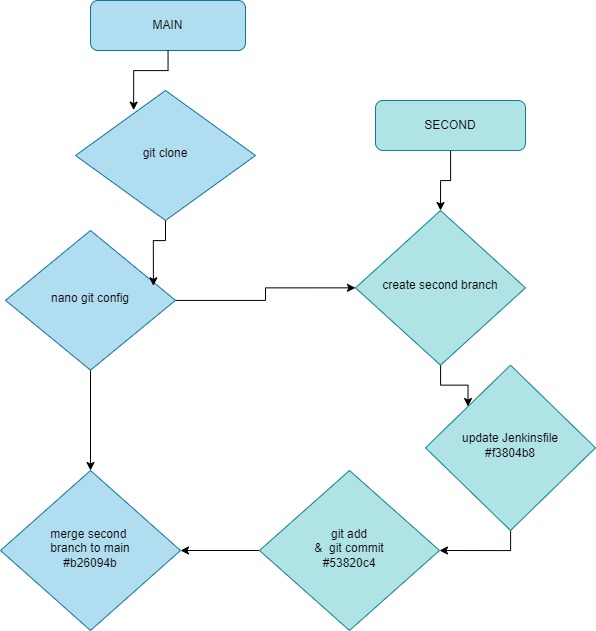 MAIN
git clone
SECOND
nano git config
create second branch
update Jenkinsfile
#f3804b8
git add
& git commit
#53820c4
merge second
branch to main
#b26094b